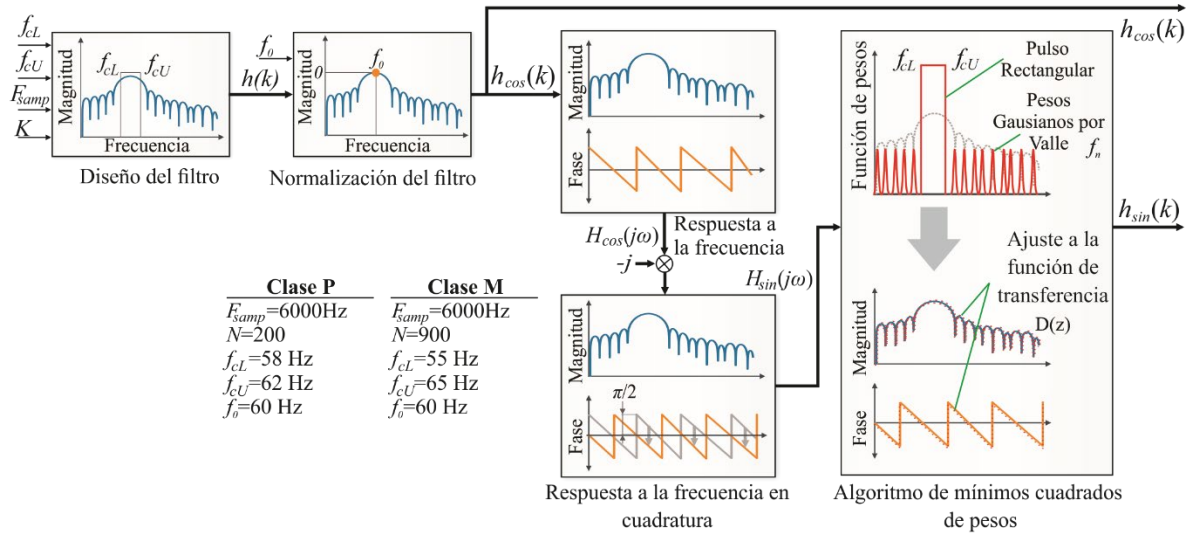 f_cL
f_cU
F_samp
K
Magnitud
f_cL
f_cU
Frecuencia
Diseño del filtro
h(k)
f_0
Magnitud
0
f_0
Frecuencia
Normalización del filtro
h_cos(k)
Magnitud
Fase
H_cos(jω)
Respuesta a
la frecuencia
-j
H_sin(jω)
Magnitud
π/2
Fase
Respuesta a la frecuencia en
cuadratura
Función de pesos
f_cL
f_cU
Pulso
Rectangular
Pesos
Gausianos por
Valle
f_n
Ajuste a la
función de
transferencia
D(z)
Magnitud
Fase
Algoritmo de mínimos cuadrados
de pesos
h_cos(k)
h_sin(k)
Clase P
F_samp=6000Hz
N=200
f_cL=58 Hz
f_cU=62 Hz
f_0=60 Hz
Clase M
F_samp=6000Hz
N=900
f_cL=55 Hz
f_cU=65 Hz
f_0=60 Hz